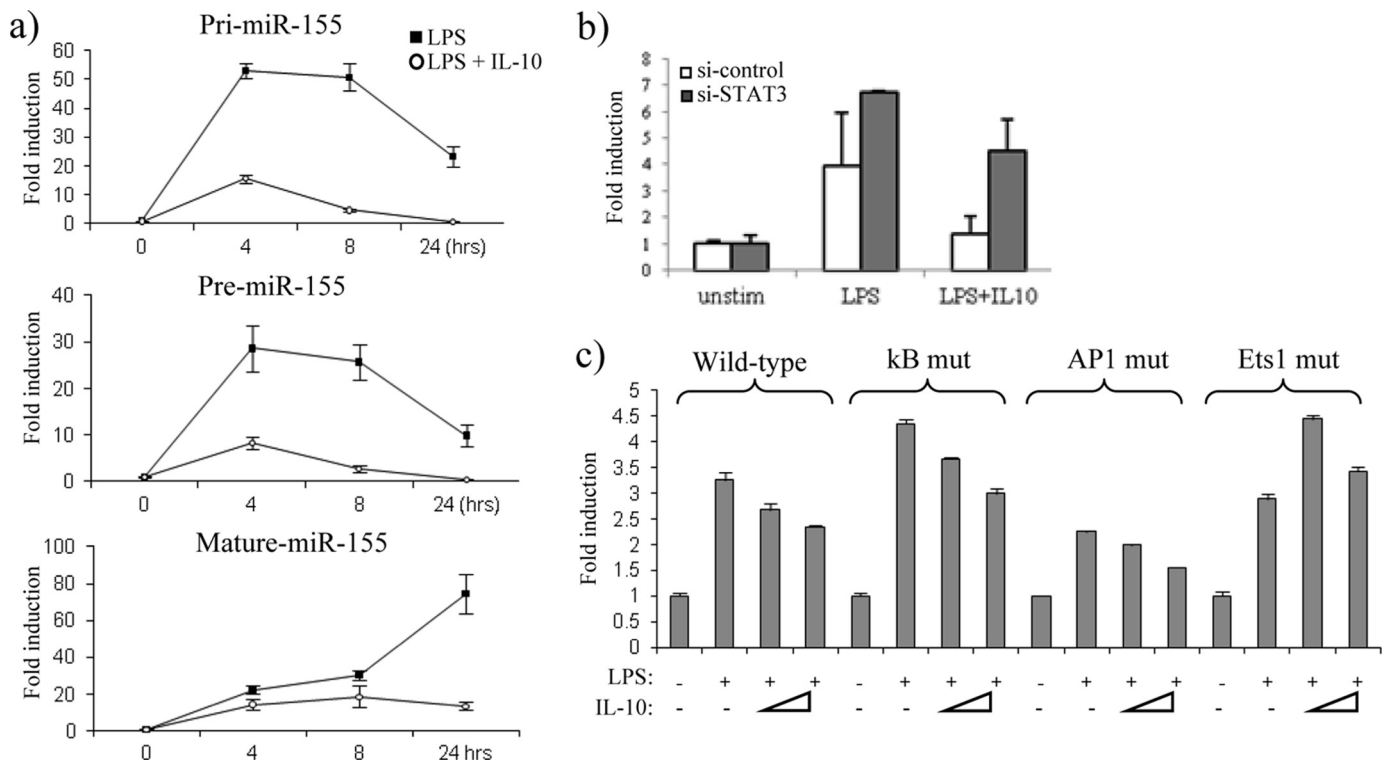 a)
Pri-miR-155
LPS
LPS + IL-10
Fold induction
60
50
40
30
20
10
0
0 4 8 24 (hrs)
Pre-miR-155
Fold induction
40
30
20
10
0
0 4 8 24 (hrs)
Mature-miR-155
Fold induction
100
80
60
40
20
0
0 4 8 24 hrs
b)
si-control
si-STAT3
Fold induction
8
7
6
5
4
3
2
1
0
unstim LPS LPS+IL10
c)
Wild-type kB mut AP1 mut Ets1 mut
Fold induction
5
4.5
4
3.5
3
2.5
2
1.5
1
0.5
0
LPS: - + + + - + + + - + + + - + + +
IL-10: - - - - - - - -